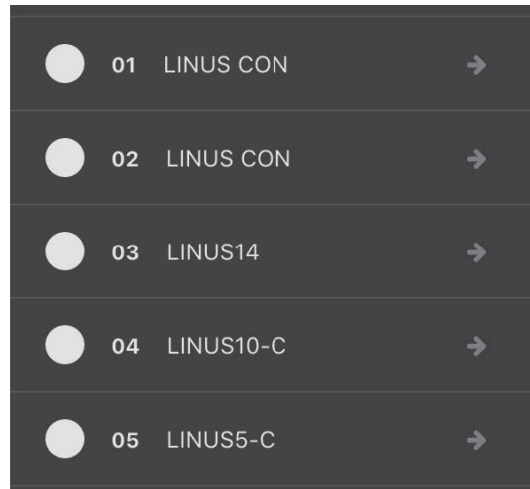 01 LINUS CON
02 LINUS CON
03 LINUS14
04 LINUS10-C
05 LINUS5-C